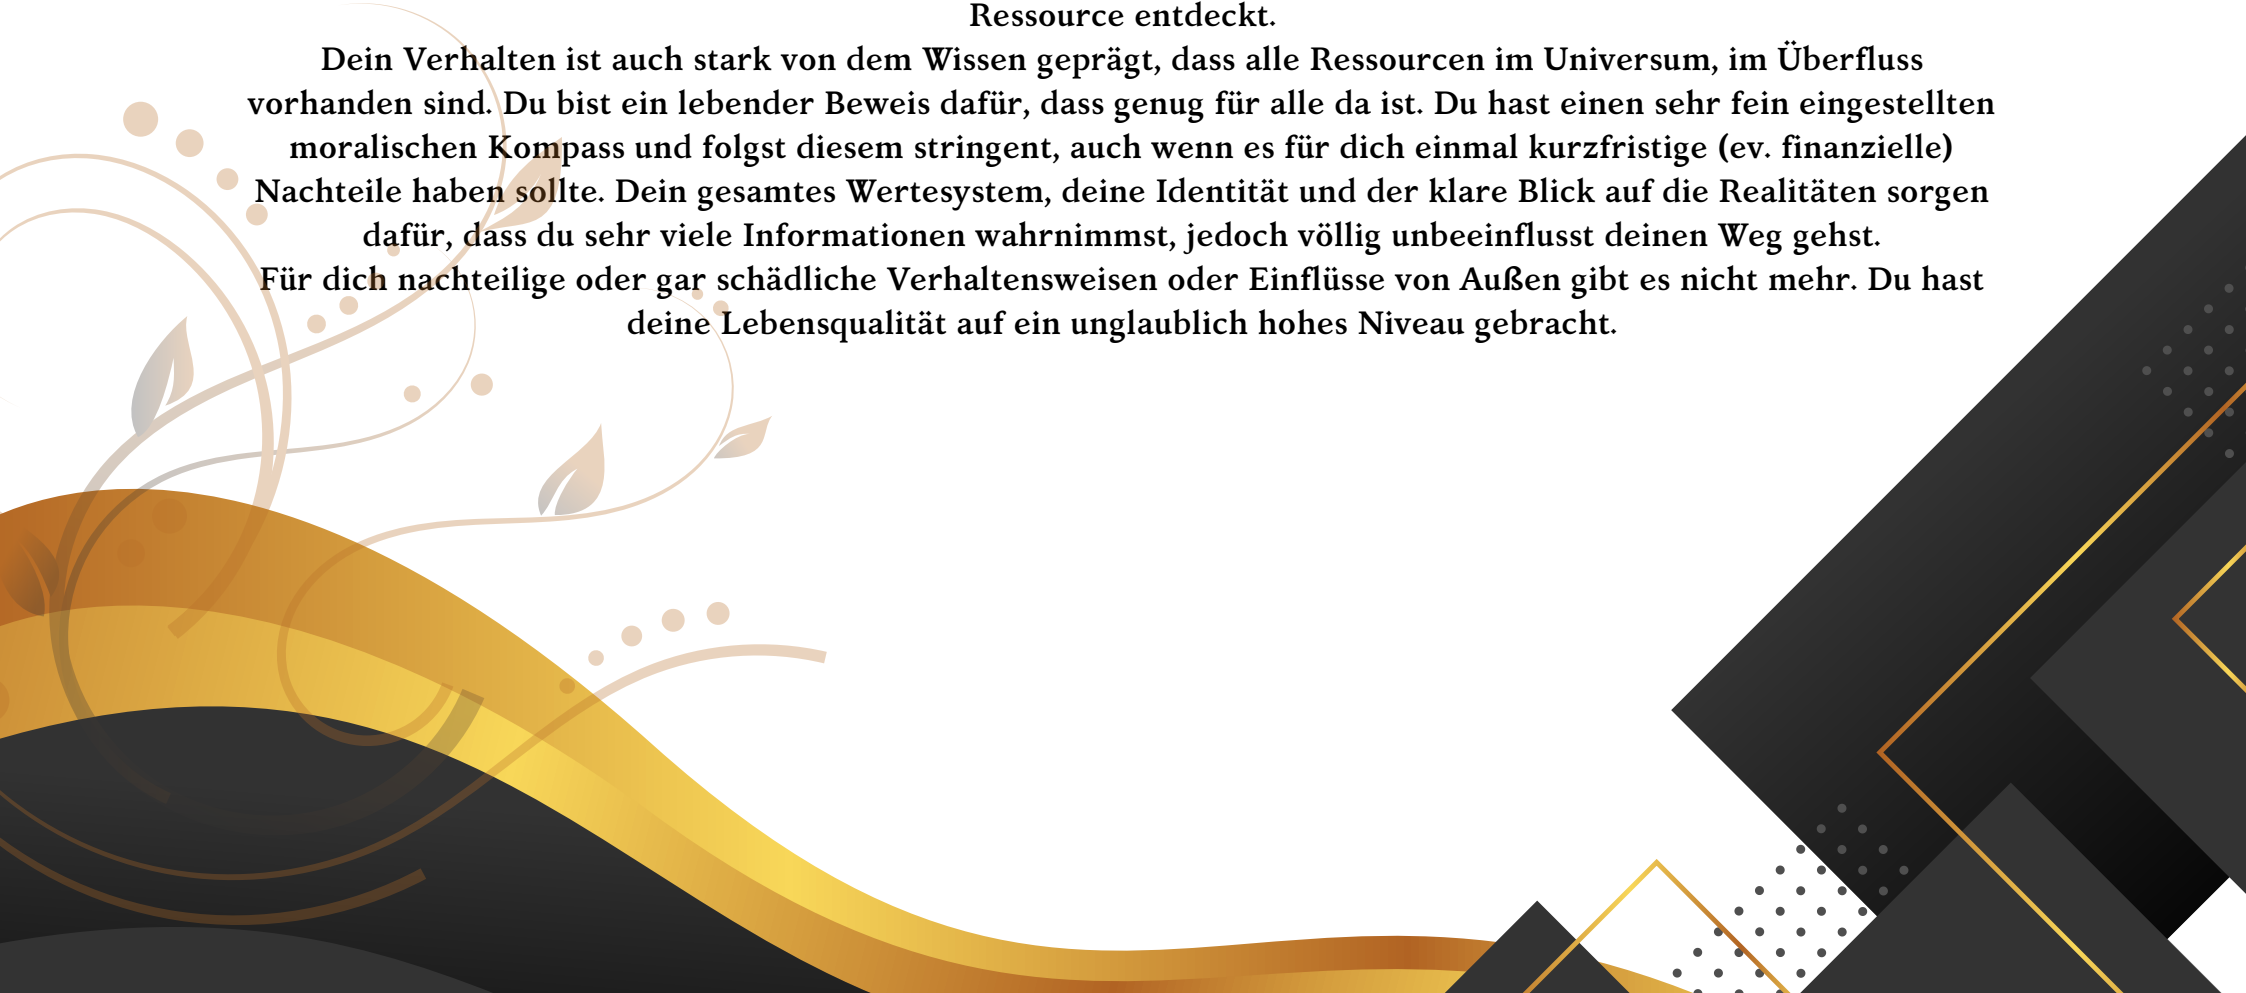 Ressource entdeckt.
Dein Verhalten ist auch stark von dem Wissen geprägt, dass alle Ressourcen im Universum, im Überfluss
vorhanden sind. Du bist ein lebender Beweis dafür, dass genug für alle da ist. Du hast einen sehr fein eingestellten
moralischen Kompass und folgst diesem stringent, auch wenn es für dich einmal kurzfristige (ev. finanzielle)
Nachteile haben sollte. Dein gesamtes Wertesystem, deine Identität und der klare Blick auf die Realitäten sorgen
dafür, dass du sehr viele Informationen wahrnimmst, jedoch völlig unbeeinflusst deinen Weg gehst.
Für dich nachteilige oder gar schädliche Verhaltensweisen oder Einflüsse von Außen gibt es nicht mehr. Du hast
deine Lebensqualität auf ein unglaublich hohes Niveau gebracht.